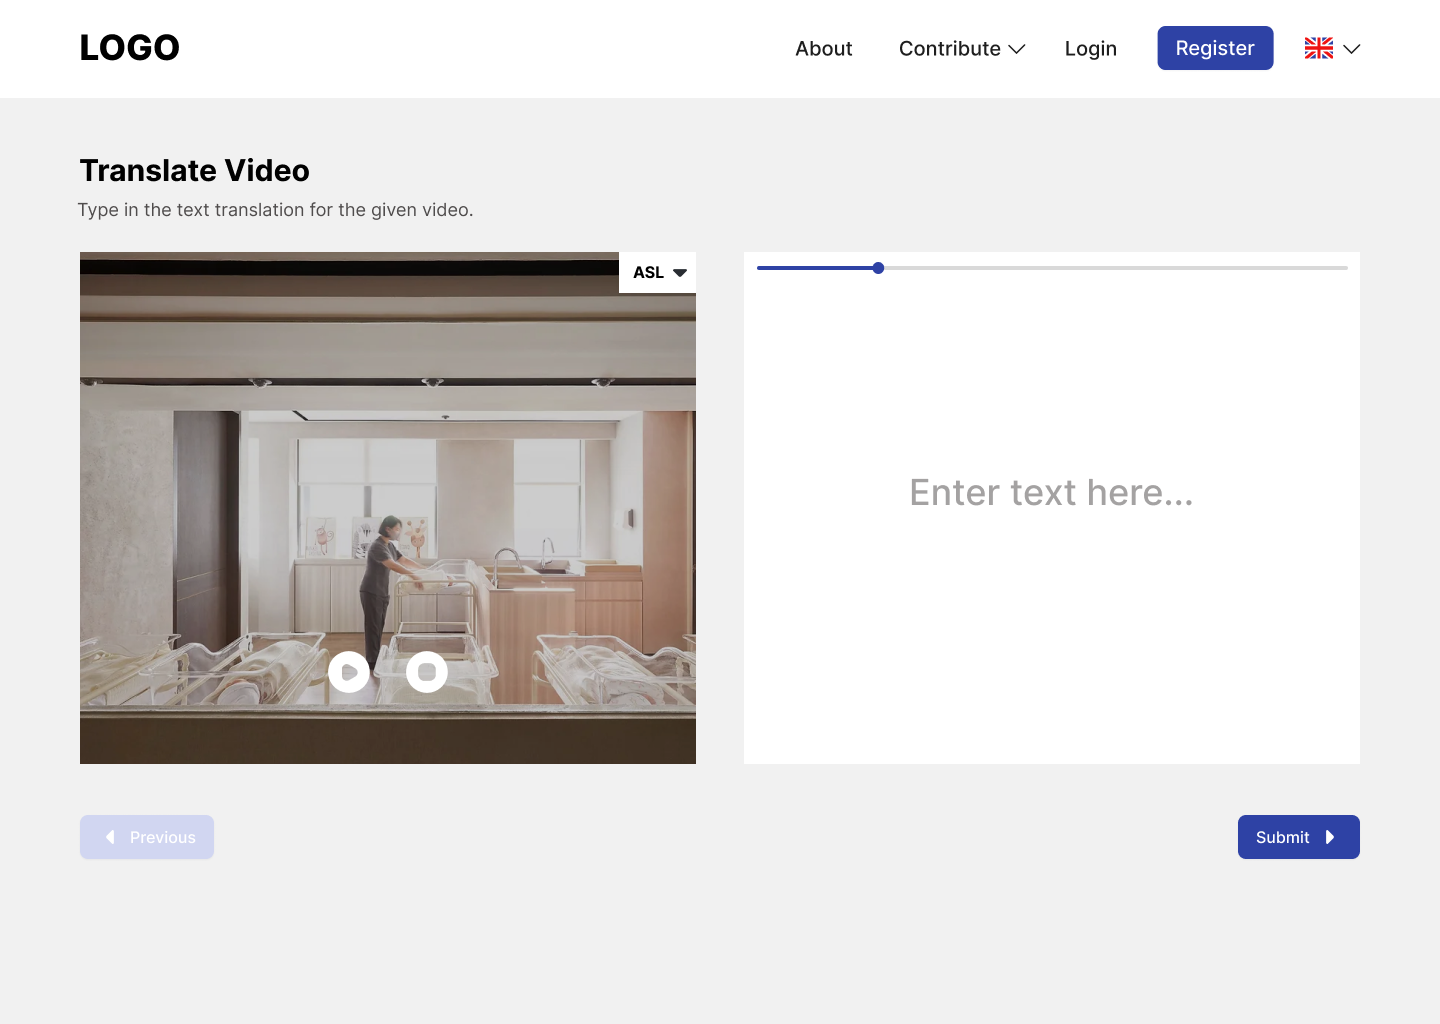 LOGO
About
Contribute
Login
Register
Translate Video
Type in the text translation for the given video.
ASL
Enter text here...
Previous
Submit